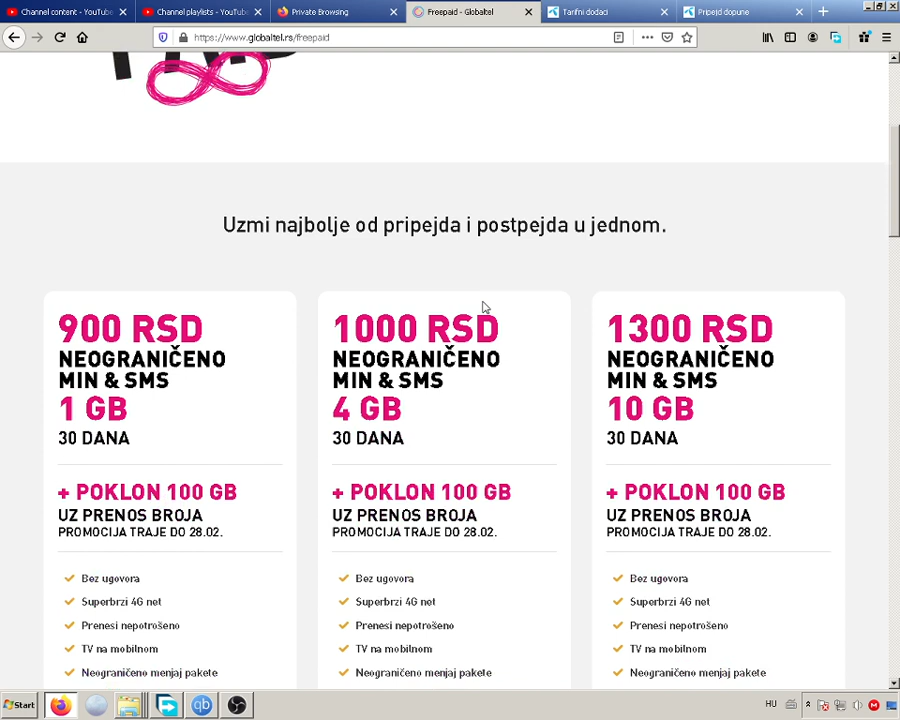 Channel content - YouTube
Channel playlists - YouTube
Private Browsing
Freepaid - Globaltel
Tarifni dodaci
Pripejd dopune
https://www.globaltel.rs/freepaid
Uzmi najbolje od pripejda i postpejda u jednom.
900 RSD
NEOGRANIČENO
MIN & SMS
1 GB
30 DANA
+ POKLON 100 GB
UZ PRENOS BROJA
PROMOCIJA TRAJE DO 28.02.
Bez ugovora
Superbrzi 4G net
Prenesi nepotrošeno
TV na mobilnom
Neograničeno menjaj pakete
1000 RSD
NEOGRANIČENO
MIN & SMS
4 GB
30 DANA
+ POKLON 100 GB
UZ PRENOS BROJA
PROMOCIJA TRAJE DO 28.02.
Bez ugovora
Superbrzi 4G net
Prenesi nepotrošeno
TV na mobilnom
Neograničeno menjaj pakete
1300 RSD
NEOGRANIČENO
MIN & SMS
10 GB
30 DANA
+ POKLON 100 GB
UZ PRENOS BROJA
PROMOCIJA TRAJE DO 28.02.
Bez ugovora
Superbrzi 4G net
Prenesi nepotrošeno
TV na mobilnom
Neograničeno menjaj pakete
Start
qb
HU